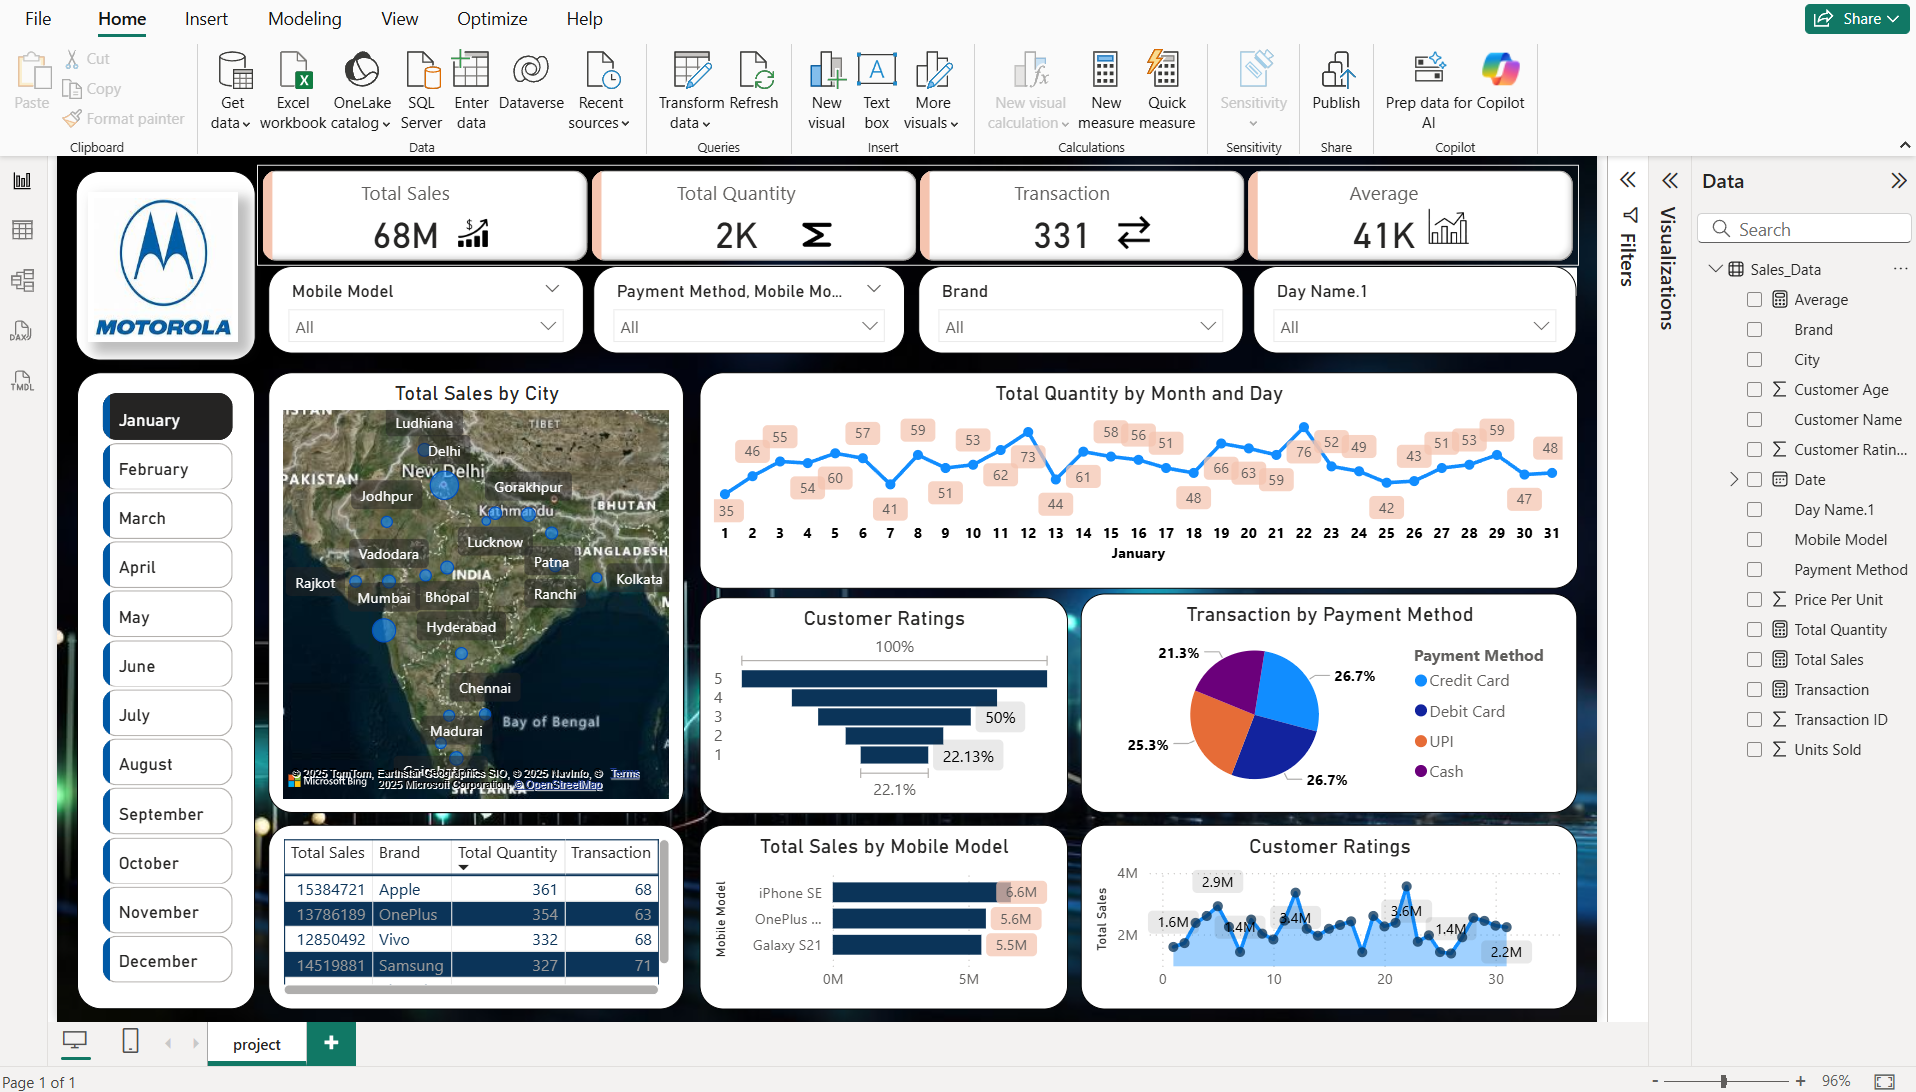 File Home Insert Modeling View Optimize Help Share
Paste Cut
Copy
Format painter
Get data
Excel workbook
OneLake catalog
SQL Server
Enter data
Dataverse
Recent sources
Transform data
Refresh
New visual
Text box
More visuals
New visual calculation
New measure
Quick measure
Sensitivity
Publish
Prep data for AI
Copilot
Clipboard Data Queries Insert Calculations Sensitivity Share Copilot
DAX
TMDL
MOTOROLA
Total Sales
68M
Total Quantity
2K
Transaction
331
Average
41K
Mobile Model
All
Payment Method, Mobile Mo...
All
Brand
All
Day Name.1
All
January
February
March
April
May
June
July
August
September
October
November
December
Total Sales by City
TIBET
Ludhiana
Delhi
New Delhi
PAKISTAN
Jodhpur
Gorakhpur
Kathmandu
BHUTAN
Lucknow
BANGLADESH
Vadodara
Patna
INDIA
Rajkot
Kolkata
Mumbai
Bhopal
Ranchi
Hyderabad
Chennai
Bay of Bengal
Madurai
SRI LANKA
Microsoft Bing
© 2025 TomTom, Earthstar Geographics SIO, © 2025 NavInfo, © Terms
2025 Microsoft Corporation, © OpenStreetMap
Total Quantity by Month and Day
35 46 55 54 60 57 41 59 51 53 62 73 44 61 58 56 51 48 66 63 59 76 52 49 42 43 51 53 59 47 48
1 2 3 4 5 6 7 8 9 10 11 12 13 14 15 16 17 18 19 20 21 22 23 24 25 26 27 28 29 30 31
January
Customer Ratings
100%
5
4
3 50%
2
1 22.13%
22.1%
Transaction by Payment Method
21.3%
26.7%
25.3%
26.7%
Payment Method
Credit Card
Debit Card
UPI
Cash
Total Sales Brand Total Quantity Transaction
15384721 Apple 361 68
13786189 OnePlus 354 63
12850492 Vivo 332 68
14519881 Samsung 327 71
Total Sales by Mobile Model
Mobile Model
iPhone SE 6.6M
OnePlus ... 5.6M
Galaxy S21 5.5M
0M 5M
Customer Ratings
Total Sales
4M
2M
1.6M 2.9M 3.4M 3.6M 1.4M 2.2M
0 10 20 30
Filters
Visualizations
Data
Search
Sales_Data
Average
Brand
City
Customer Age
Customer Name
Customer Ratin...
Date
Day Name.1
Mobile Model
Payment Method
Price Per Unit
Total Quantity
Total Sales
Transaction
Transaction ID
Units Sold
project
Page 1 of 1
- + 96%